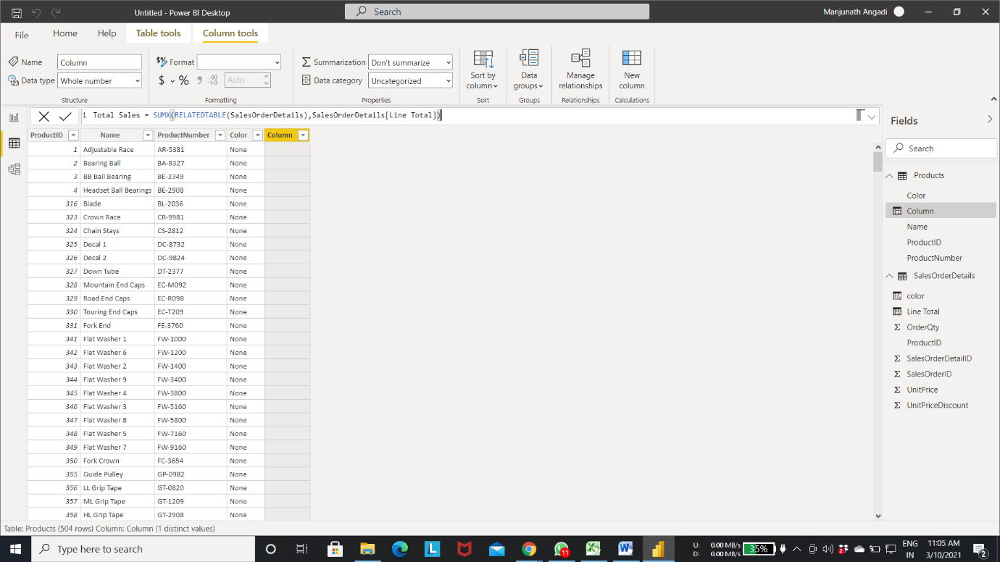 Untitled - Power BI Desktop
Search
Manjunath Angadi
File Home Help Table tools Column tools
Name Column
Data type Whole number
Structure
Format
$ % Auto
Formatting
Summarization Don't summarize
Data category Uncategorized
Properties
Sort by column
Sort
Data groups
Groups
Manage relationships
Relationships
New column
Calculations
1 Total Sales = SUMX(RELATEDTABLE(SalesOrderDetails),SalesOrderDetails[Line Total])
ProductID Name ProductNumber Color Column
1 Adjustable Race AR-5381 None
2 Bearing Ball BA-8327 None
3 BB Ball Bearing BE-2349 None
4 Headset Ball Bearings BE-2908 None
316 Blade BL-2036 None
323 Crown Race CR-9981 None
324 Chain Stays CS-2812 None
325 Decal 1 DC-8732 None
326 Decal 2 DC-9824 None
327 Down Tube DT-2377 None
328 Mountain End Caps EC-M092 None
329 Road End Caps EC-R098 None
330 Touring End Caps EC-T209 None
331 Fork End FE-3760 None
341 Flat Washer 1 FW-1000 None
342 Flat Washer 6 FW-1200 None
343 Flat Washer 2 FW-1400 None
344 Flat Washer 9 FW-3400 None
345 Flat Washer 4 FW-3800 None
346 Flat Washer 3 FW-5160 None
347 Flat Washer 8 FW-5800 None
348 Flat Washer 5 FW-7160 None
349 Flat Washer 7 FW-9160 None
350 Fork Crown FC-3654 None
355 Guide Pulley GP-0982 None
356 LL Grip Tape GT-0820 None
357 ML Grip Tape GT-1209 None
358 HL Grip Tape GT-2908 None
Fields
Search
Products
Color
Column
Name
ProductID
ProductNumber
SalesOrderDetails
color
Line Total
OrderQty
ProductID
SalesOrderDetailID
SalesOrderID
UnitPrice
UnitPriceDiscount
Table: Products (504 rows) Column: Column (1 distinct values)
Type here to search
L
11
W
U: 0.00 MB/s
D: 0.00 MB/s
35%
ENG
IN
11:05 AM
3/10/2021
2